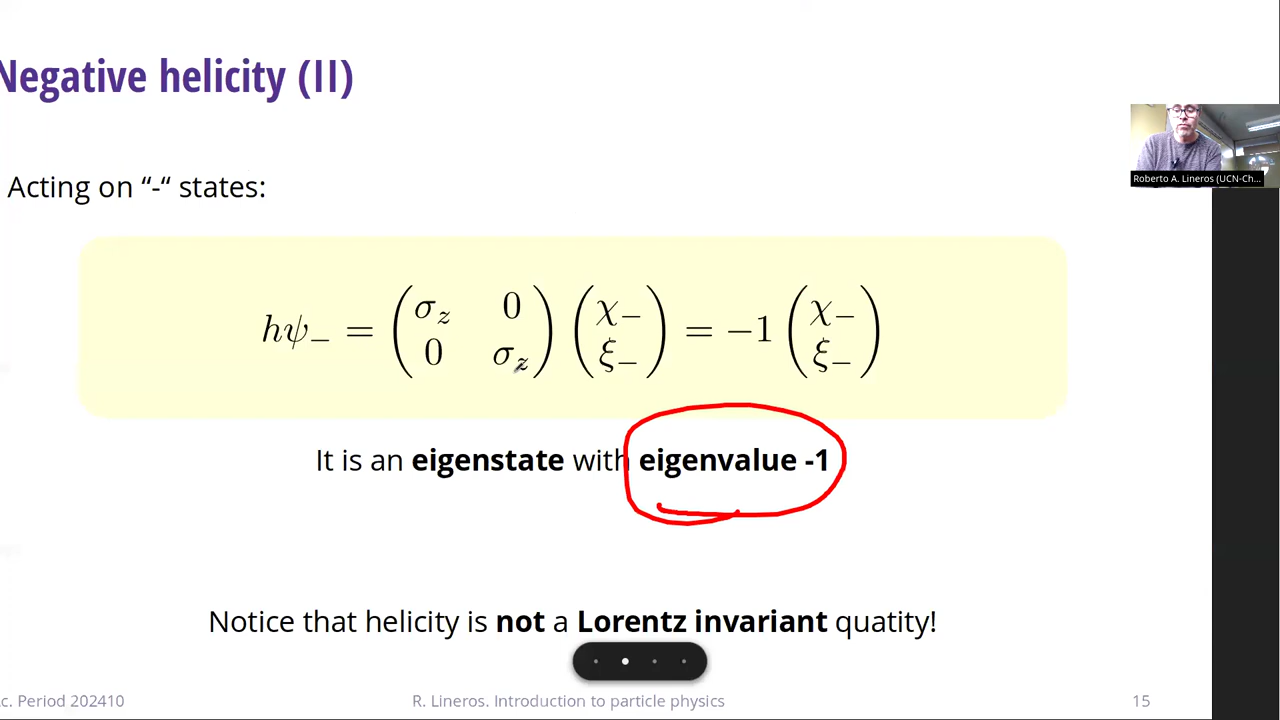 Negative helicity (II)
Roberto A. Lineros (UCN-Ch...
Acting on “-“ states:
hψ₋ = (σz 0; 0 σz) (χ₋; ξ₋) = −1 (χ₋; ξ₋)
It is an eigenstate with eigenvalue -1
Notice that helicity is not a Lorentz invariant quatity!
c. Period 202410
R. Lineros. Introduction to particle physics
15